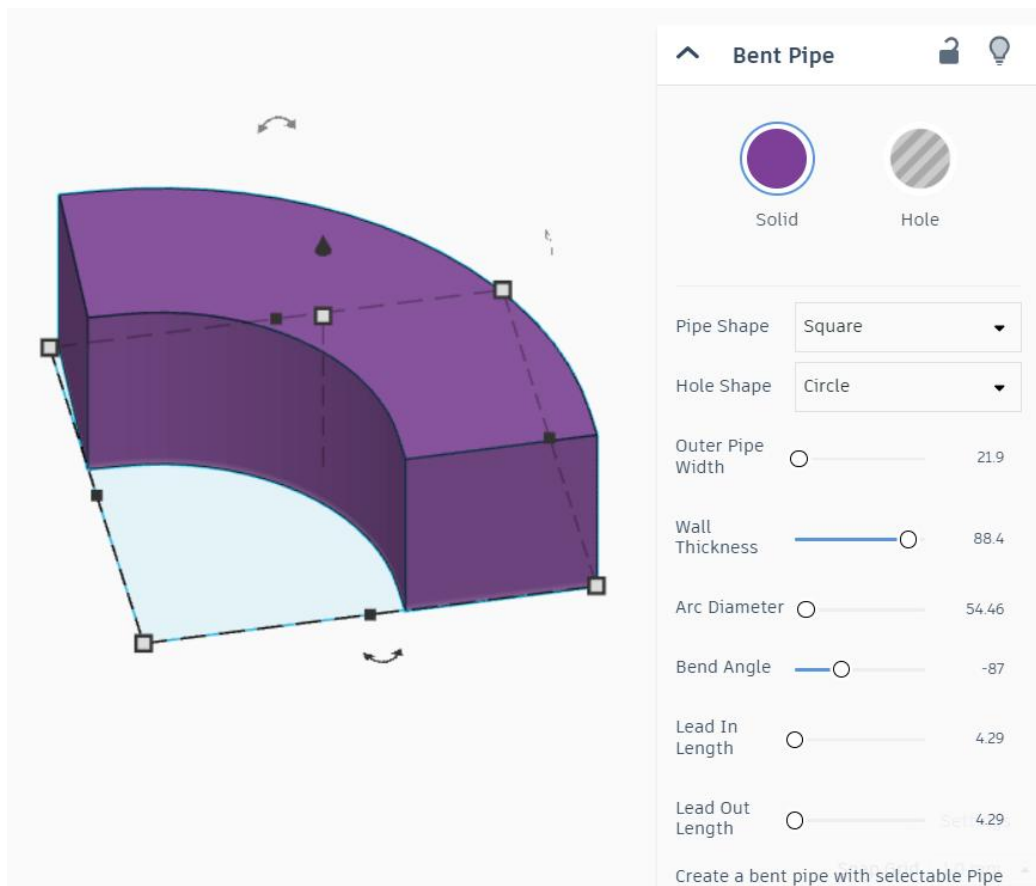 Bent Pipe
Solid
Hole
Pipe Shape
Square
Hole Shape
Circle
Outer Pipe
Width
21.9
Wall
Thickness
88.4
Arc Diameter
54.46
Bend Angle
-87
Lead In
Length
4.29
Lead Out
Length
4.29
Create a bent pipe with selectable Pipe